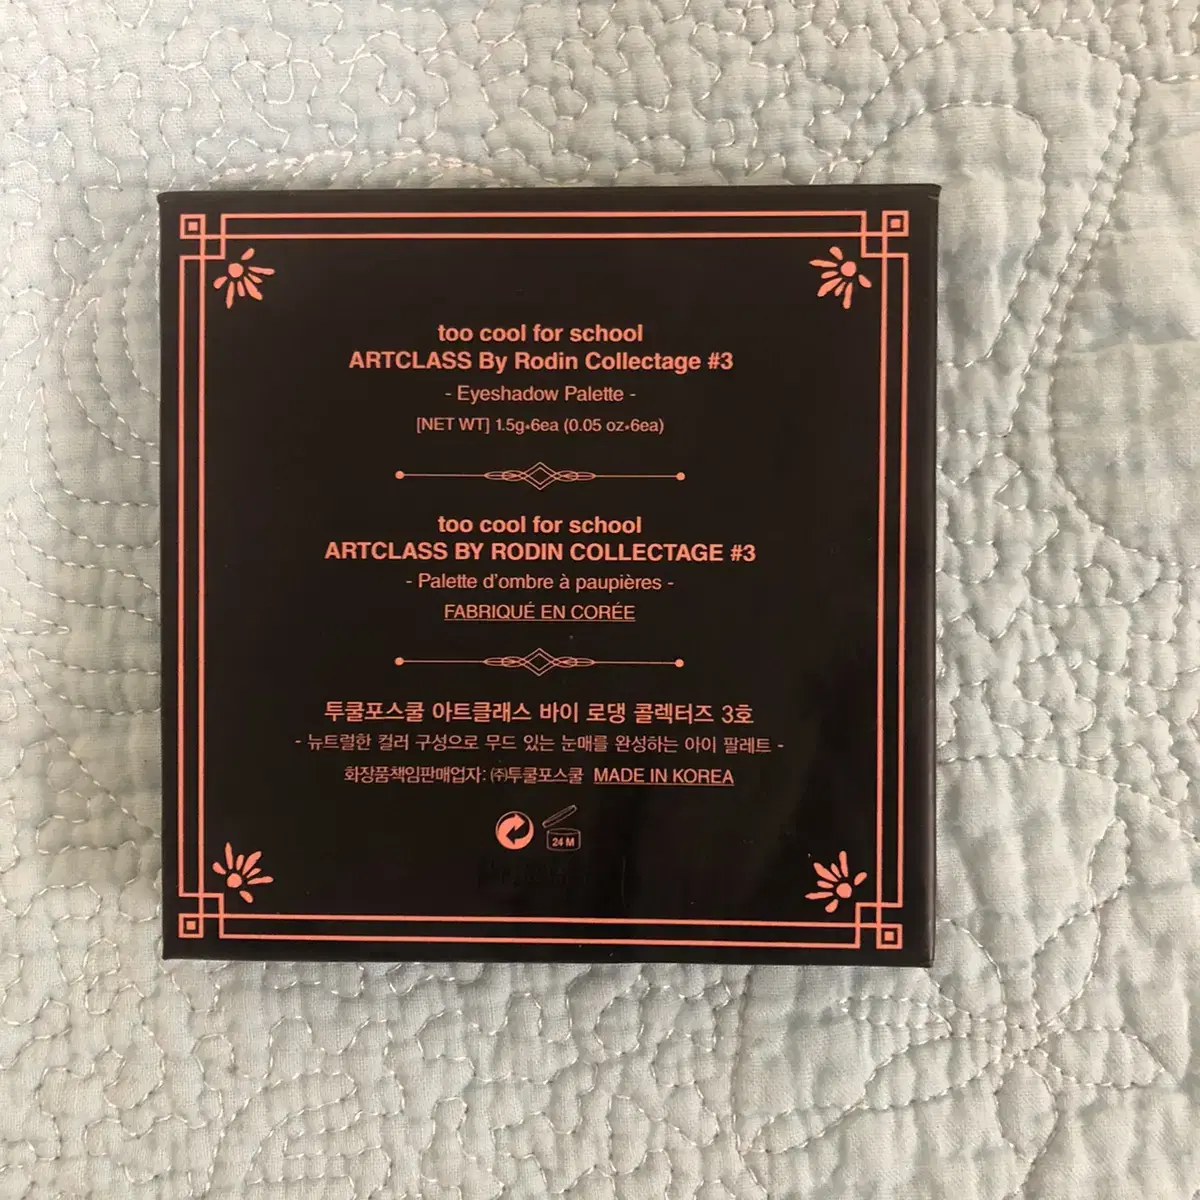 too cool for school
ARTCLASS By Rodin Collectage #3
- Eyeshadow Palette -
[NET WT] 1.5g*6ea (0.05 oz*6ea)
too cool for school
ARTCLASS BY RODIN COLLECTAGE #3
- Palette d'ombre à paupières -
FABRIQUÉ EN CORÉE
투쿨포스쿨 아트클래스 바이 로댕 콜렉터즈 3호
- 뉴트럴한 컬러 구성으로 무드 있는 눈매를 완성하는 아이 팔레트 -
화장품책임판매업자: ㈜투쿨포스쿨 MADE IN KOREA
24 M